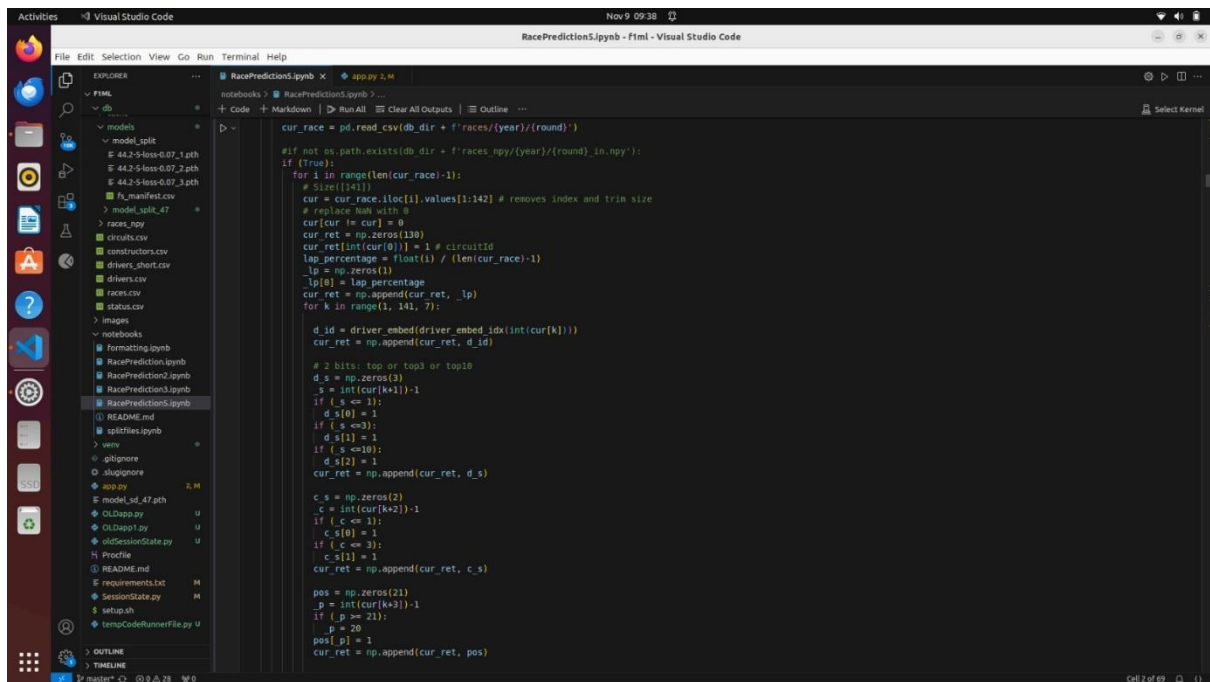 Activities
Visual Studio Code
Nov 9 09:38
RacePrediction5.ipynb - f1ml - Visual Studio Code
File Edit Selection View Go Run Terminal Help
EXPLORER
RacePrediction5.ipynb
app.py 2, M
F1ML
notebooks > RacePrediction5.ipynb > ...
+ Code + Markdown | Run All Clear All Outputs | Outline ...
Select Kernel
db
models
model_split
44.2-5-loss-0.07_1.pth
44.2-5-loss-0.07_2.pth
44.2-5-loss-0.07_3.pth
fs_manifest.csv
model_split_47
races_npy
circuits.csv
constructors.csv
drivers_short.csv
drivers.csv
races.csv
status.csv
images
notebooks
formatting.ipynb
RacePrediction.ipynb
RacePrediction2.ipynb
RacePrediction3.ipynb
RacePrediction5.ipynb
README.md
splitfiles.ipynb
venv
.gitignore
.slugignore
app.py 2, M
model_sd_47.pth
OLDapp.py U
OLDapp1.py U
oldSessionState.py U
Procfile
README.md
requirements.txt M
SessionState.py M
setup.sh
tempCodeRunnerFile.py U
OUTLINE
TIMELINE
cur_race = pd.read_csv(db_dir + f'races/{year}/{round}')
#if not os.path.exists(db_dir + f'races_npy/{year}/{round}_in.npy'):
if (True):
for i in range(len(cur_race)-1):
# Size([141])
cur = cur_race.iloc[i].values[1:142] # removes index and trim size
# replace NaN with 0
cur[cur != cur] = 0
cur_ret = np.zeros(130)
cur_ret[int(cur[0])] = 1 # circuitId
lap_percentage = float(i) / (len(cur_race)-1)
_lp = np.zeros(1)
_lp[0] = lap_percentage
cur_ret = np.append(cur_ret, _lp)
for k in range(1, 141, 7):
d_id = driver_embed(driver_embed_idx(int(cur[k])))
cur_ret = np.append(cur_ret, d_id)
# 2 bits: top or top3 or top10
d_s = np.zeros(3)
_s = int(cur[k+1])-1
if (_s <= 1):
d_s[0] = 1
if (_s <=3):
d_s[1] = 1
if (_s <=10):
d_s[2] = 1
cur_ret = np.append(cur_ret, d_s)
c_s = np.zeros(2)
_c = int(cur[k+2])-1
if (_c <= 1):
c_s[0] = 1
if (_c <= 3):
c_s[1] = 1
cur_ret = np.append(cur_ret, c_s)
pos = np.zeros(21)
_p = int(cur[k+3])-1
if (_p >= 21):
_p = 20
pos[_p] = 1
cur_ret = np.append(cur_ret, pos)
SSD
master* 0 28 0
Cell 2 of 69